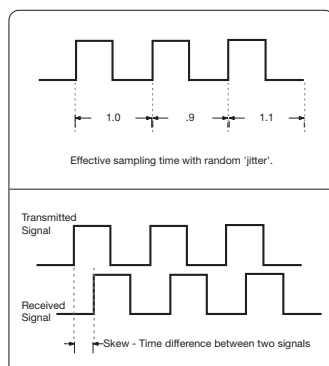 1.0 .9 1.1
Effective sampling time with random 'jitter'.
Transmitted
Signal
Received
Signal
Skew - Time difference between two signals